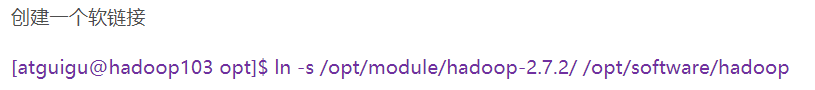 创建一个软链接
[atguigu@hadoop103 opt]$ ln -s /opt/module/hadoop-2.7.2/ /opt/software/hadoop